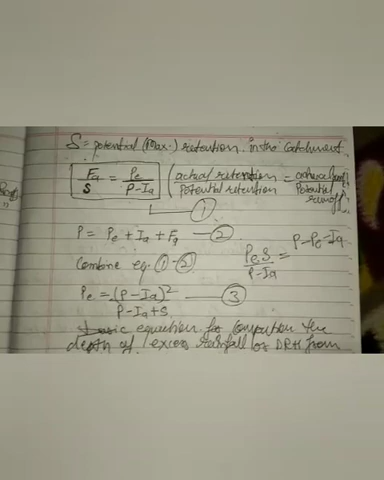 S = potential (Max.) retention in the Catchment.
Fa/S = Pe/P-Ia (actual retention/Potential retention = actual runoff/Potential runoff)
①
P = Pe + Ia + Fa — ②
Combine eq ① - ②
Pe.S/P-Ia = P-Pe-Ia
Pe = (P-Ia)²/P-Ia+S — ③
basic equation for computation the
depth of excess rainfall or DRH from